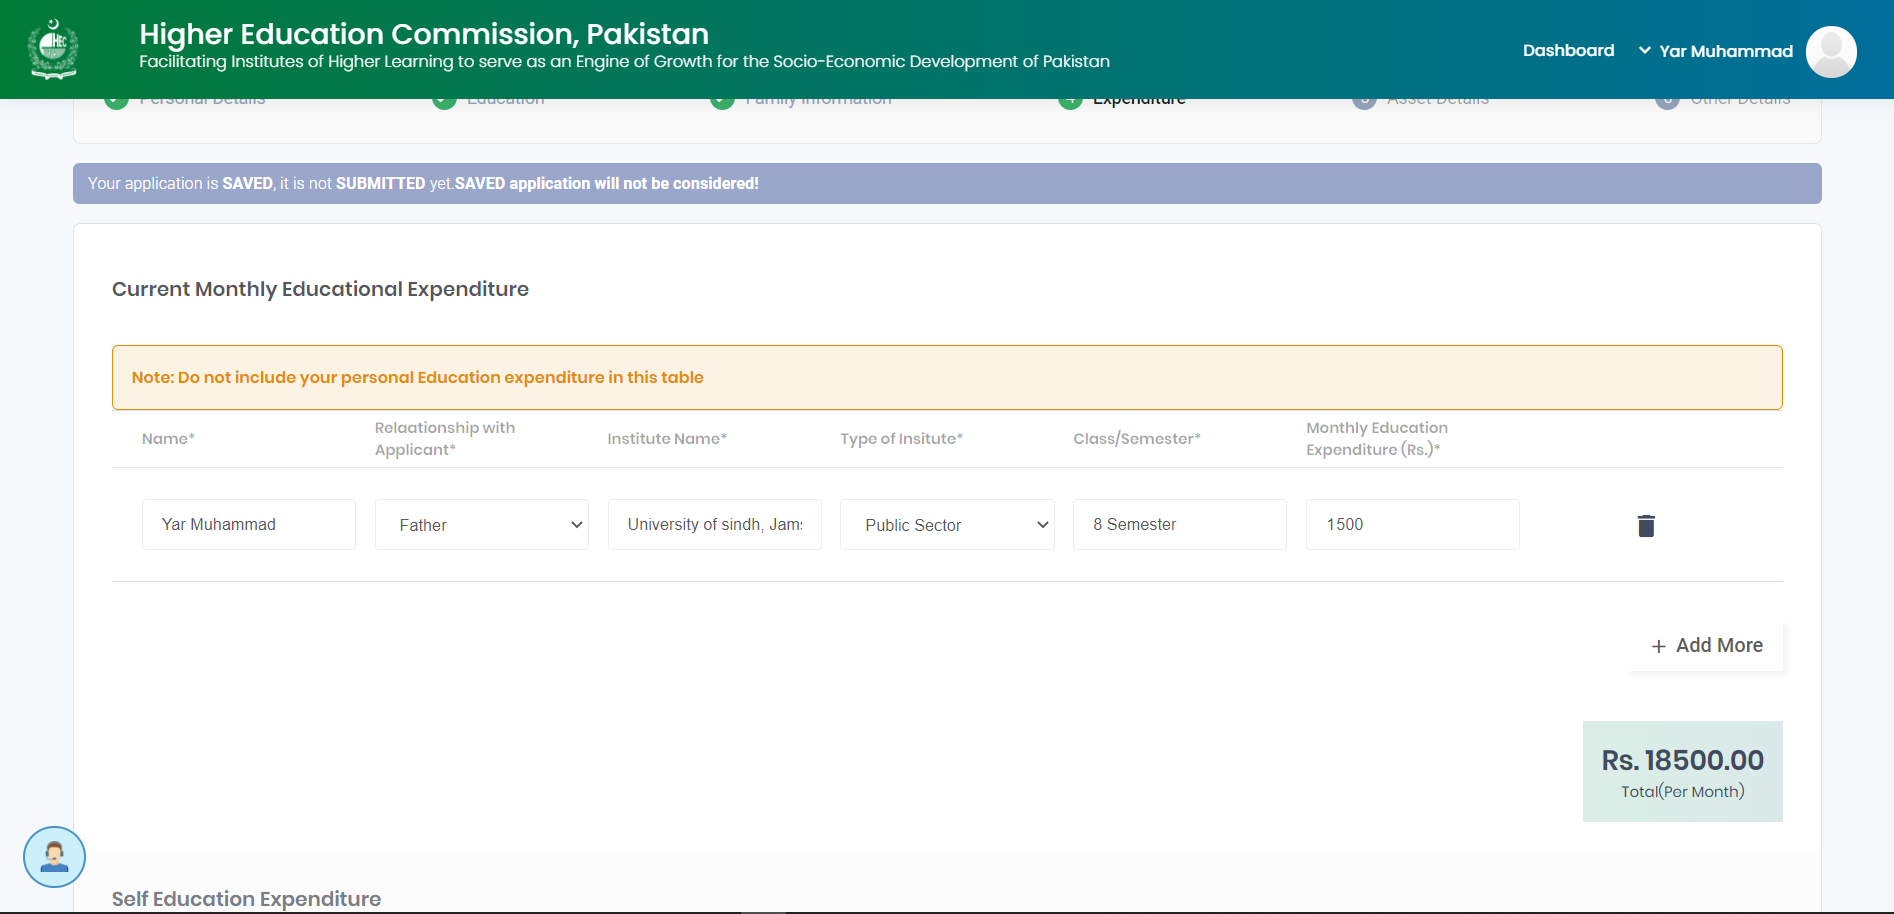 Higher Education Commission, Pakistan
Facilitating Institutes of Higher Learning to serve as an Engine of Growth for the Socio-Economic Development of Pakistan
Dashboard
Yar Muhammad
HEC
Personal Details
Education
Family Information
4 Expenditure
5 Asset Details
6 Other Details
Your application is SAVED, it is not SUBMITTED yet.SAVED application will not be considered!
Current Monthly Educational Expenditure
Note: Do not include your personal Education expenditure in this table
Name*
Relaationship with
Applicant*
Institute Name*
Type of Insitute*
Class/Semester*
Monthly Education
Expenditure (Rs.)*
Yar Muhammad
Father
University of sindh, Jams
Public Sector
8 Semester
1500
+ Add More
Rs. 18500.00
Total(Per Month)
Self Education Expenditure